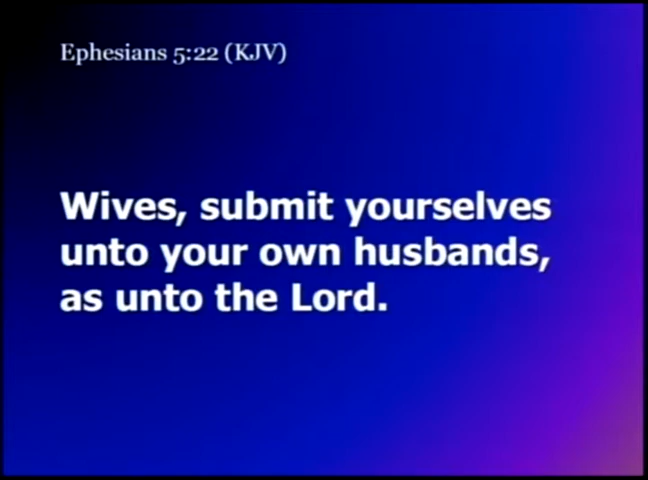 Ephesians 5:22 (KJV)
Wives, submit yourselves
unto your own husbands,
as unto the Lord.